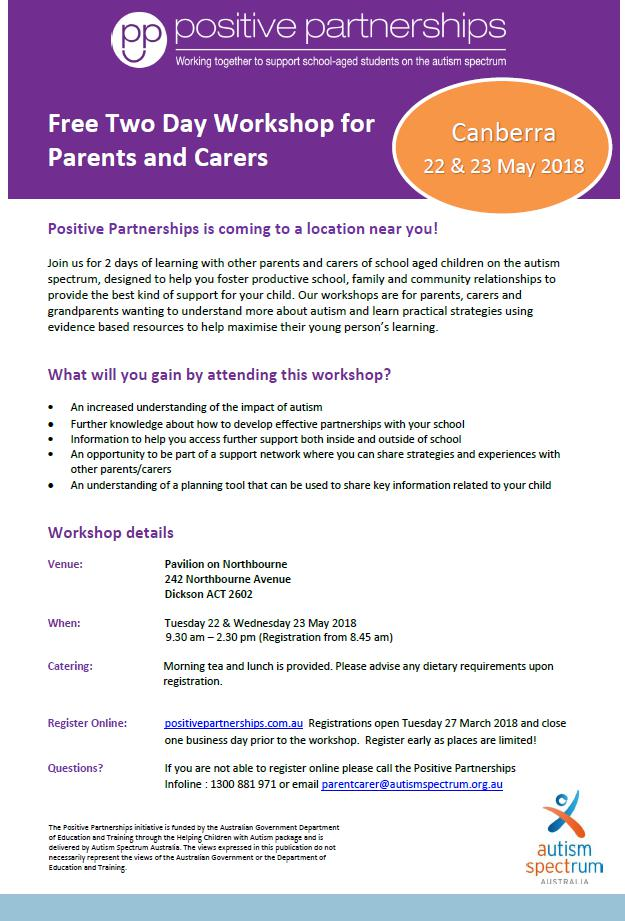 positive partnerships
Working together to support school-aged students on the autism spectrum
Free Two Day Workshop for
Parents and Carers
Canberra
22 & 23 May 2018
Positive Partnerships is coming to a location near you!
Join us for 2 days of learning with other parents and carers of school aged children on the autism
spectrum, designed to help you foster productive school, family and community relationships to
provide the best kind of support for your child. Our workshops are for parents, carers and
grandparents wanting to understand more about autism and learn practical strategies using
evidence based resources to help maximise their young person's learning.
What will you gain by attending this workshop?
• An increased understanding of the impact of autism
• Further knowledge about how to develop effective partnerships with your school
• Information to help you access further support both inside and outside of school
• An opportunity to be part of a support network where you can share strategies and experiences with
other parents/carers
• An understanding of a planning tool that can be used to share key information related to your child
Workshop details
Venue: Pavilion on Northbourne
242 Northbourne Avenue
Dickson ACT 2602
When: Tuesday 22 & Wednesday 23 May 2018
9.30 am – 2.30 pm (Registration from 8.45 am)
Catering: Morning tea and lunch is provided. Please advise any dietary requirements upon
registration.
Register Online: positivepartnerships.com.au Registrations open Tuesday 27 March 2018 and close
one business day prior to the workshop. Register early as places are limited!
Questions? If you are not able to register online please call the Positive Partnerships
Infoline : 1300 881 971 or email parentcarer@autismspectrum.org.au
The Positive Partnerships initiative is funded by the Australian Government Department
of Education and Training through the Helping Children with Autism package and is
delivered by Autism Spectrum Australia. The views expressed in this publication do not
necessarily represent the views of the Australian Government or the Department of
Education and Training.
autism
spectrum
AUSTRALIA